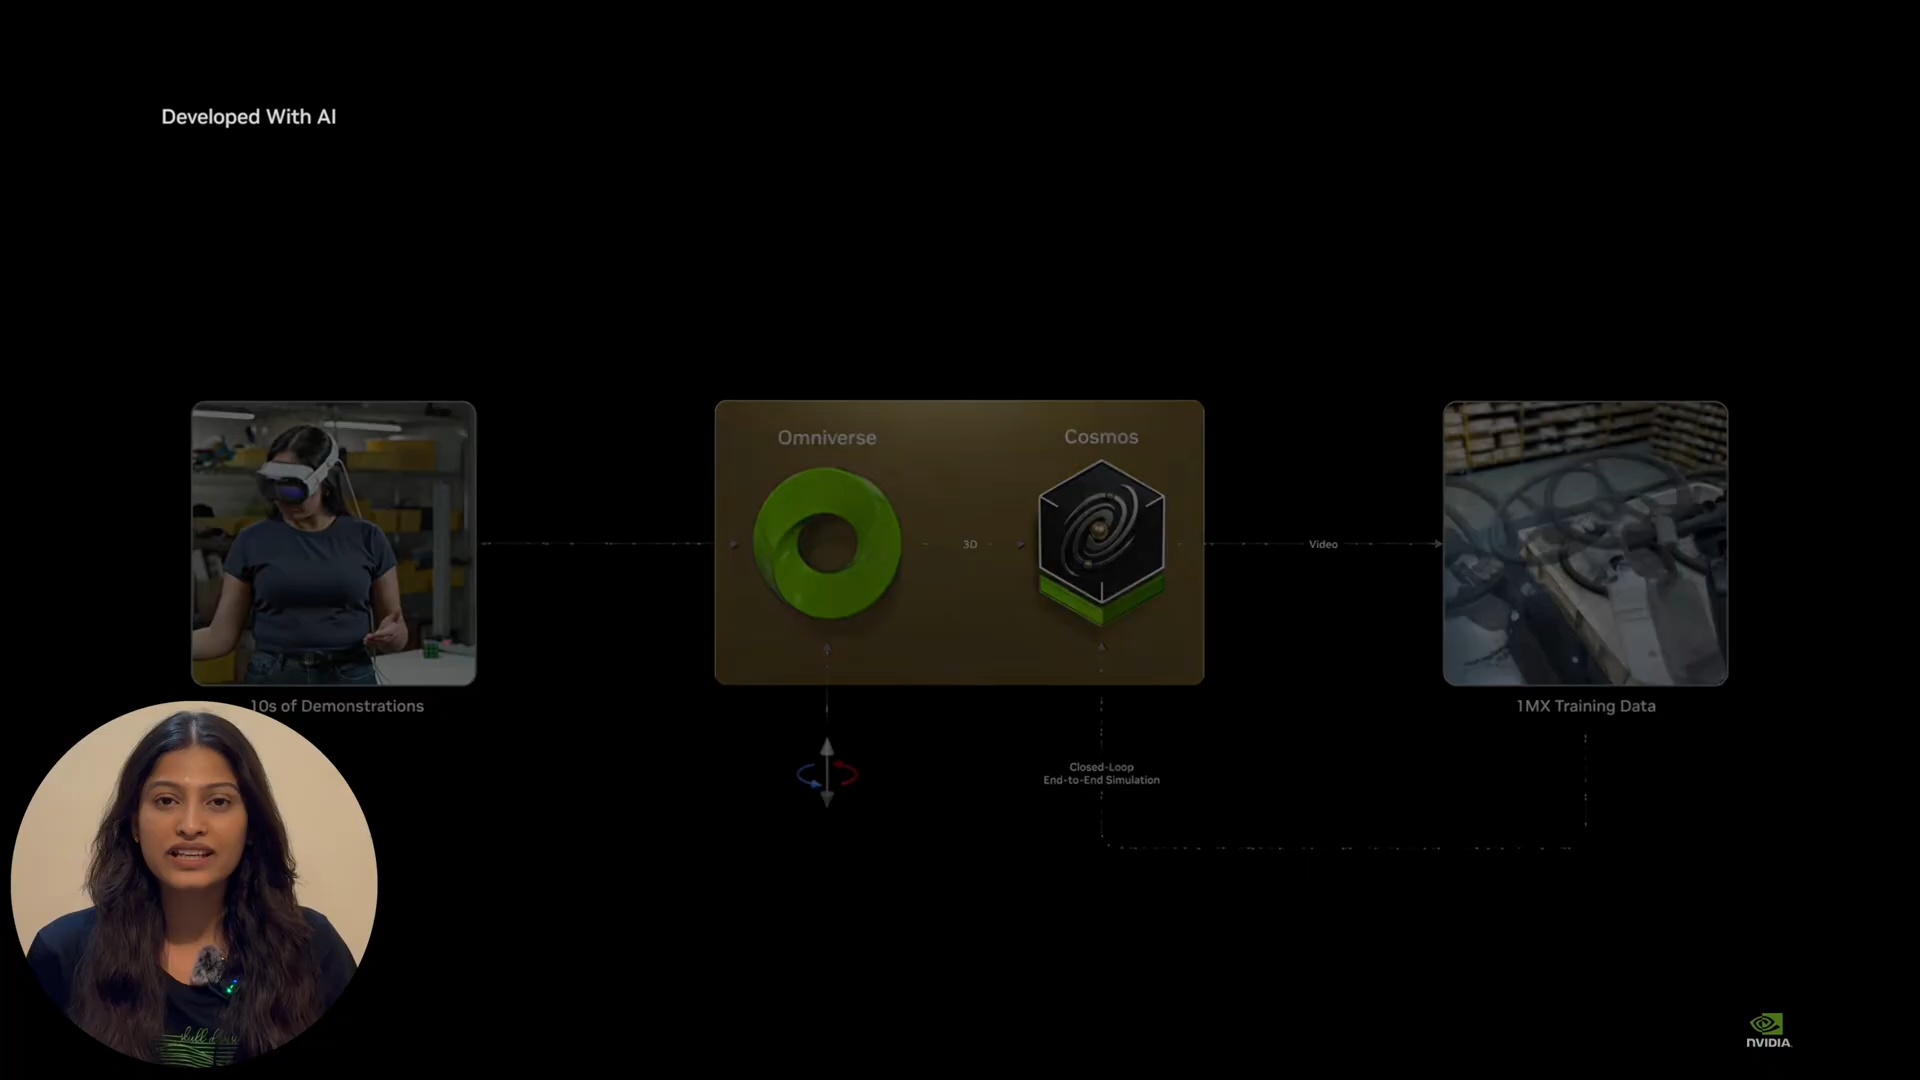 Developed With AI
Omniverse
Cosmos
3D
Video
10s of Demonstrations
1MX Training Data
Closed-Loop
End-to-End Simulation
NVIDIA